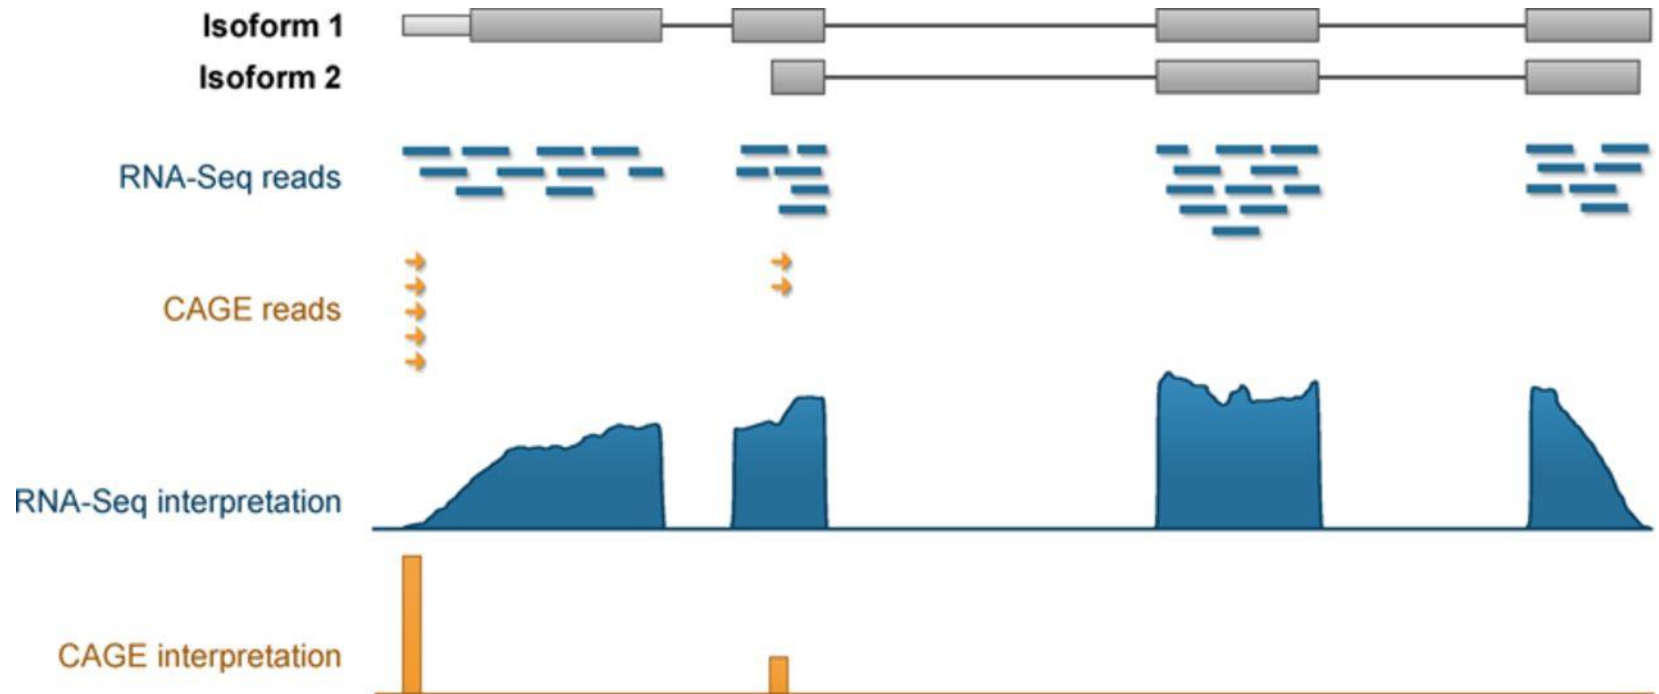 Isoform 1
Isoform 2
RNA-Seq reads
CAGE reads
RNA-Seq interpretation
CAGE interpretation